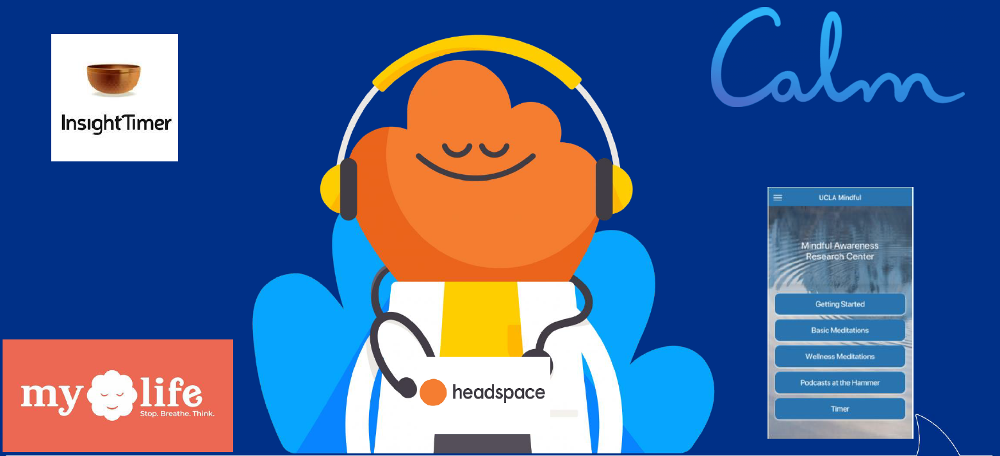 Calm
InsightTimer
UCLA Mindful
Mindful Awareness
Research Center
Getting Started
Basic Meditations
Wellness Meditations
Podcasts at the Hammer
Timer
my life
Stop. Breathe. Think.
headspace